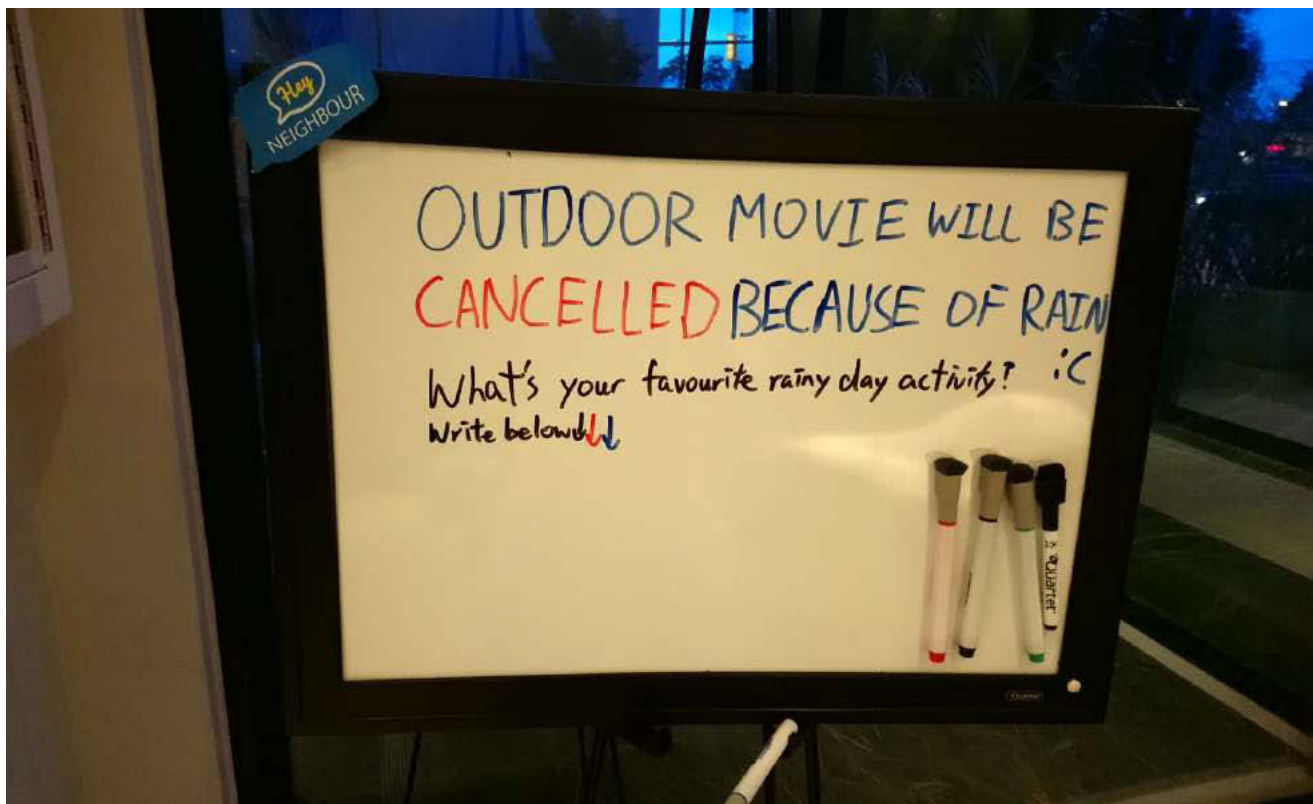 Hey
NEIGHBOUR
OUTDOOR MOVIE WILL BE
CANCELLED BECAUSE OF RAIN
:C
What's your favourite rainy day activity?
Write below↓↓↓
Quartet
Quartet